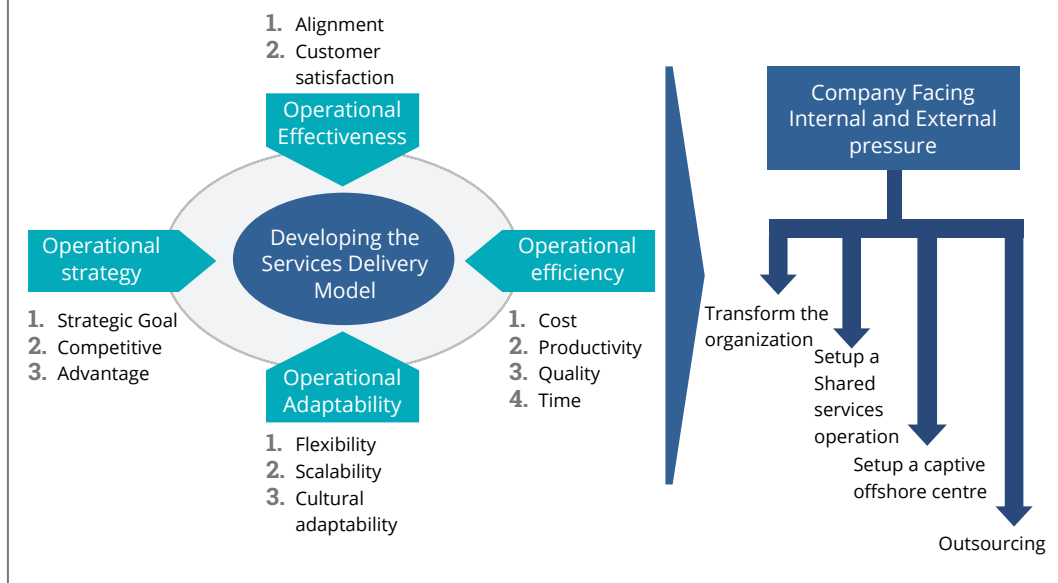 1. Alignment
2. Customer
satisfaction
Operational
Effectiveness
Operational
strategy
1. Strategic Goal
2. Competitive
3. Advantage
Developing the
Services Delivery
Model
Operational
efficiency
1. Cost
2. Productivity
3. Quality
4. Time
Operational
Adaptability
1. Flexibility
2. Scalability
3. Cultural
adaptability
Company Facing
Internal and External
pressure
Transform the
organization
Setup a
Shared
services
operation
Setup a captive
offshore centre
Outsourcing